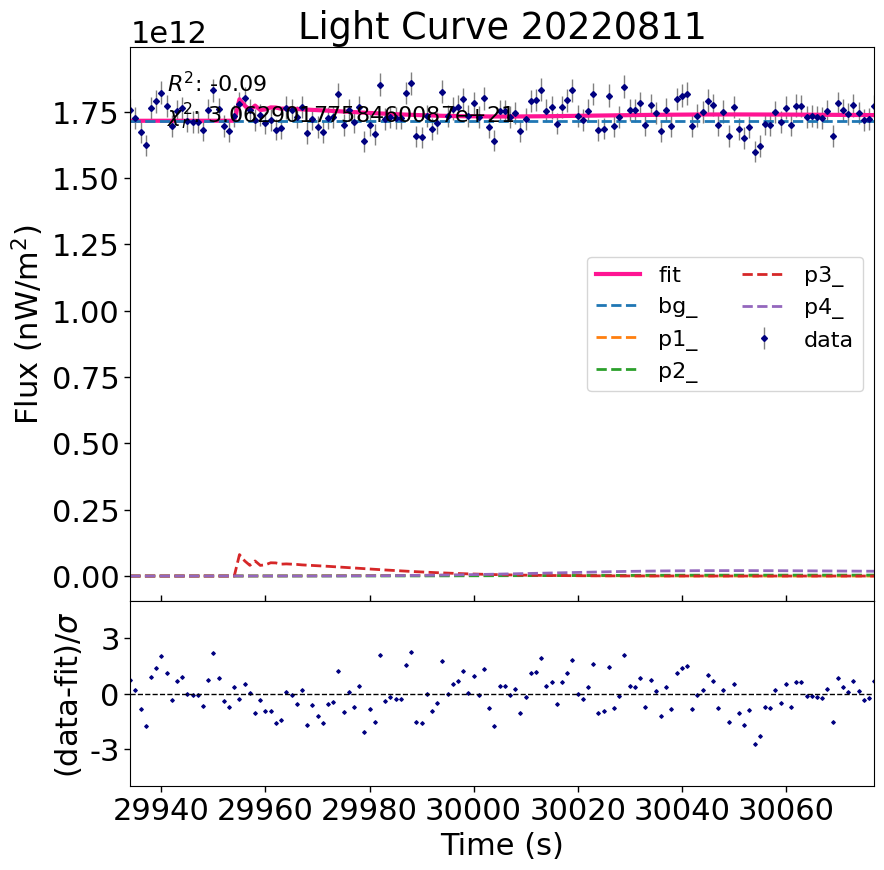 Light Curve 20220811
1e12
R²: -0.09
1.75
1.50
1.25
1.00
0.75
0.50
0.25
0.00
Flux (nW/m²)
fit
bg_
p1_
p2_
p3_
p4_
data
3
0
-3
(data-fit)/σ
29940 29960 29980 30000 30020 30040 30060
Time (s)